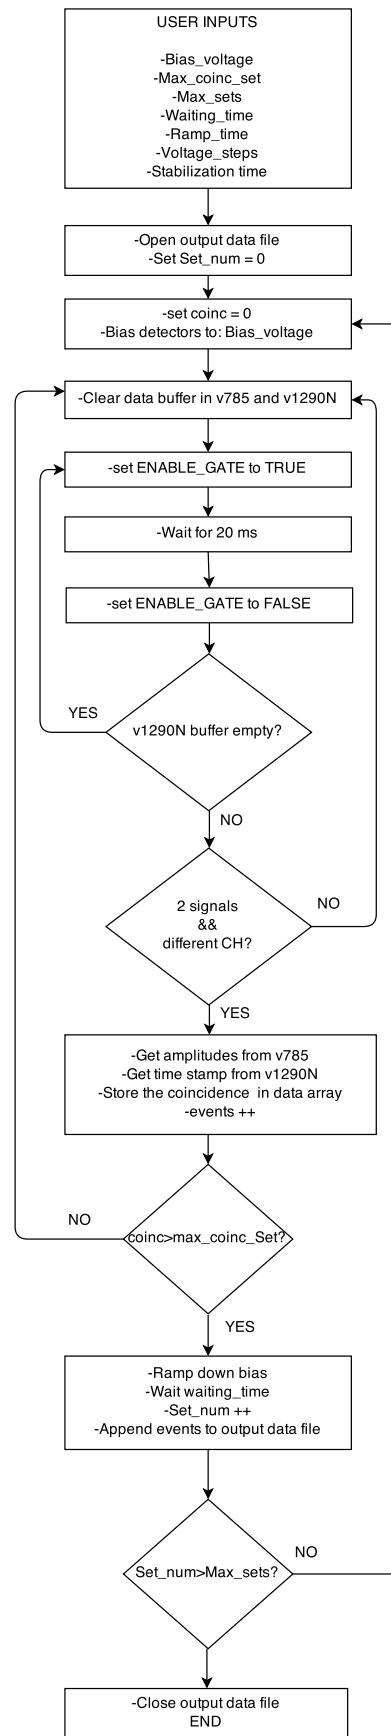 USER INPUTS
-Bias_voltage
-Max_coinc_set
-Max_sets
-Waiting_time
-Ramp_time
-Voltage_steps
-Stabilization time
-Open output data file
-Set Set_num = 0
-set coinc = 0
-Bias detectors to: Bias_voltage
-Clear data buffer in v785 and v1290N
-set ENABLE_GATE to TRUE
-Wait for 20 ms
-set ENABLE_GATE to FALSE
YES
v1290N buffer empty?
NO
2 signals
&&
different CH?
NO
YES
-Get amplitudes from v785
-Get time stamp from v1290N
-Store the coincidence in data array
-events ++
NO
coinc>max_coinc_Set?
YES
-Ramp down bias
-Wait waiting_time
-Set_num ++
-Append events to output data file
NO
Set_num>Max_sets?
-Close output data file
END